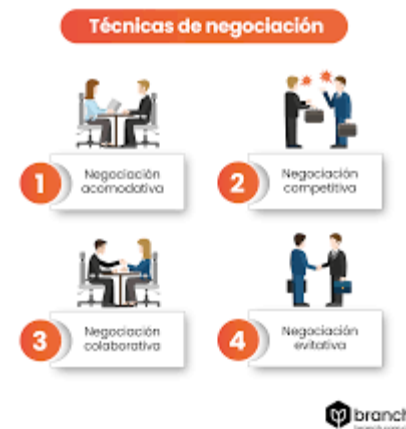 Técnicas de negociación
1
Negociación
acomodativa
2
Negociación
competitiva
3
Negociación
colaborativa
4
Negociación
evitativa
branch